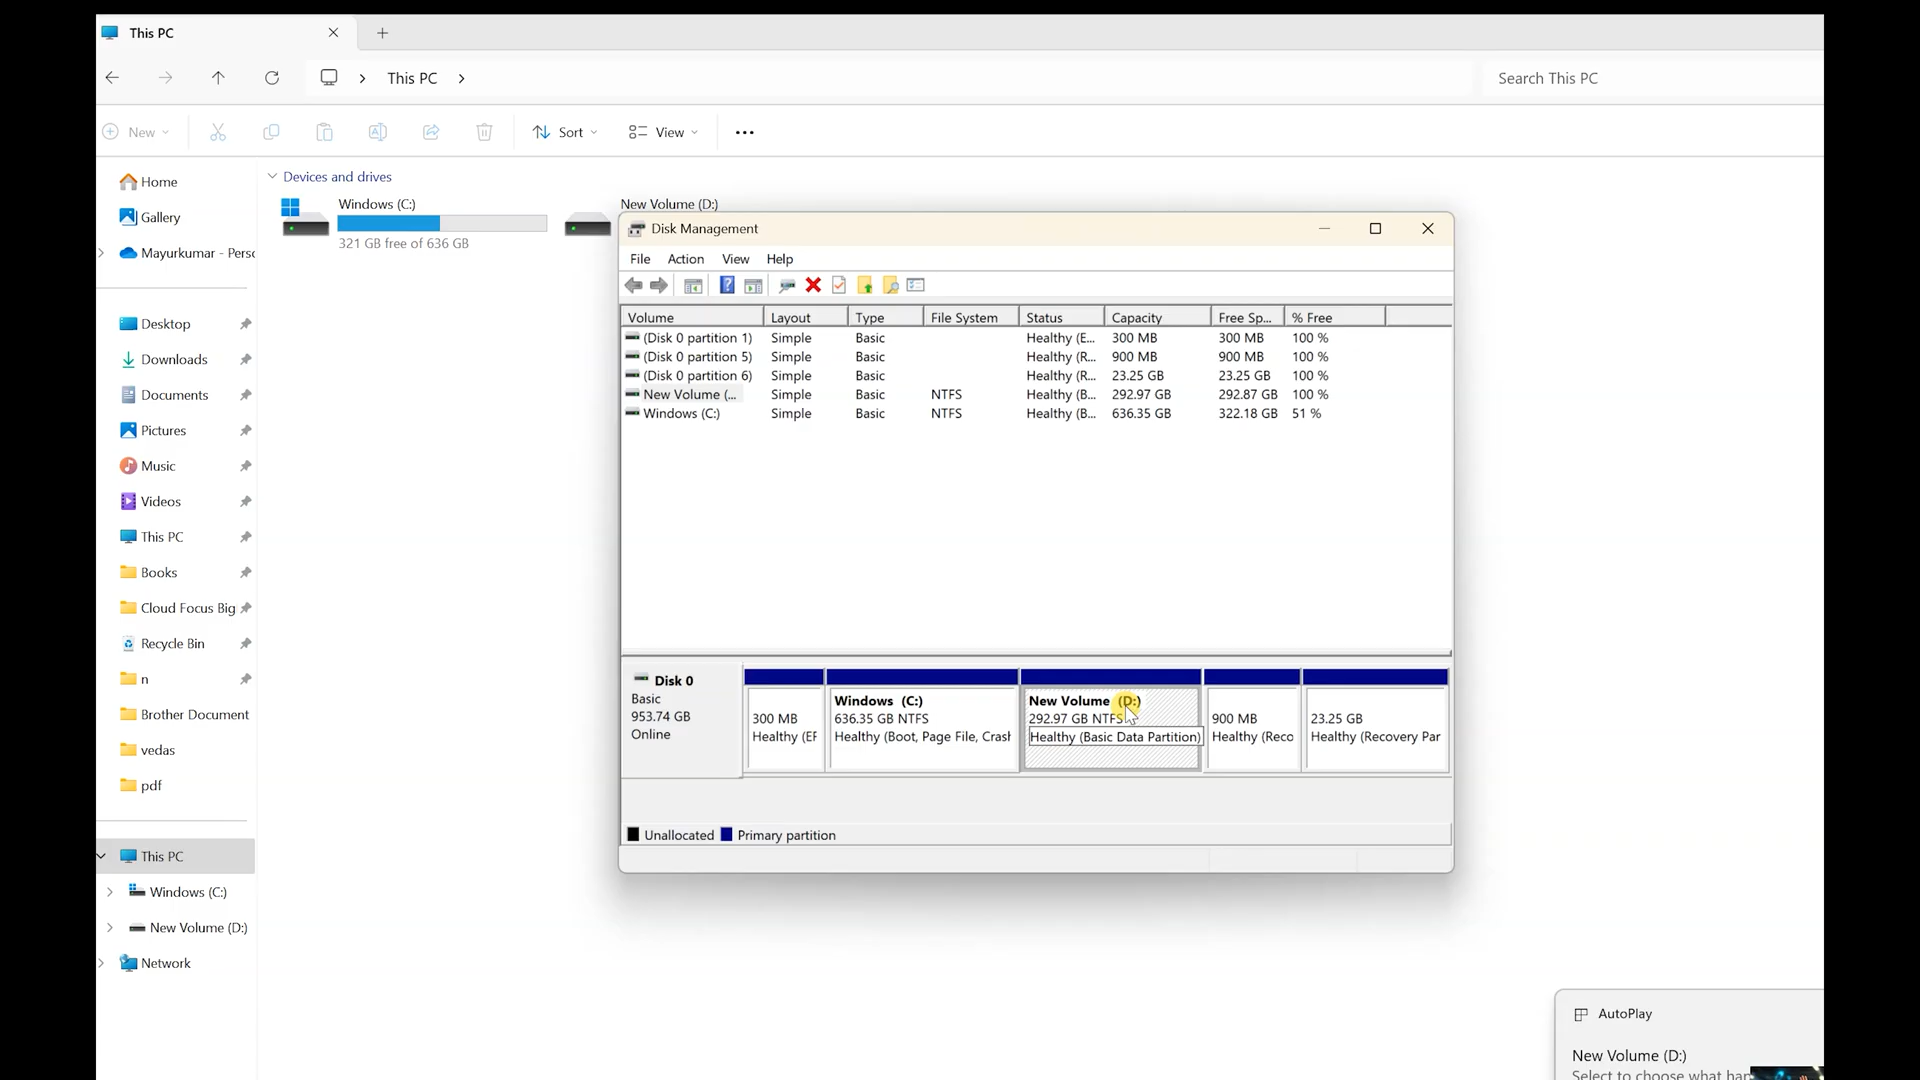 This PC
This PC
Search This PC
New
Sort
View
Home
Gallery
Mayurkumar - Perso
Desktop
Downloads
Documents
Pictures
Music
Videos
This PC
Books
Cloud Focus Big
Recycle Bin
n
Brother Document
vedas
pdf
This PC
Windows (C:)
New Volume (D:)
Network
Devices and drives
Windows (C:)
321 GB free of 636 GB
New Volume (D:)
Disk Management
File Action View Help
Volume Layout Type File System Status Capacity Free Sp... % Free
(Disk 0 partition 1) Simple Basic Healthy (E... 300 MB 300 MB 100 %
(Disk 0 partition 5) Simple Basic Healthy (R... 900 MB 900 MB 100 %
(Disk 0 partition 6) Simple Basic Healthy (R... 23.25 GB 23.25 GB 100 %
New Volume (... Simple Basic NTFS Healthy (B... 292.97 GB 292.87 GB 100 %
Windows (C:) Simple Basic NTFS Healthy (B... 636.35 GB 322.18 GB 51 %
Disk 0
Basic
953.74 GB
Online
300 MB
Healthy (EF
Windows (C:)
636.35 GB NTFS
Healthy (Boot, Page File, Crash
New Volume (D:)
292.97 GB NTFS
Healthy (Basic Data Partition)
900 MB
Healthy (Reco
23.25 GB
Healthy (Recovery Par
Unallocated Primary partition
AutoPlay
New Volume (D:)
Select to choose what hap